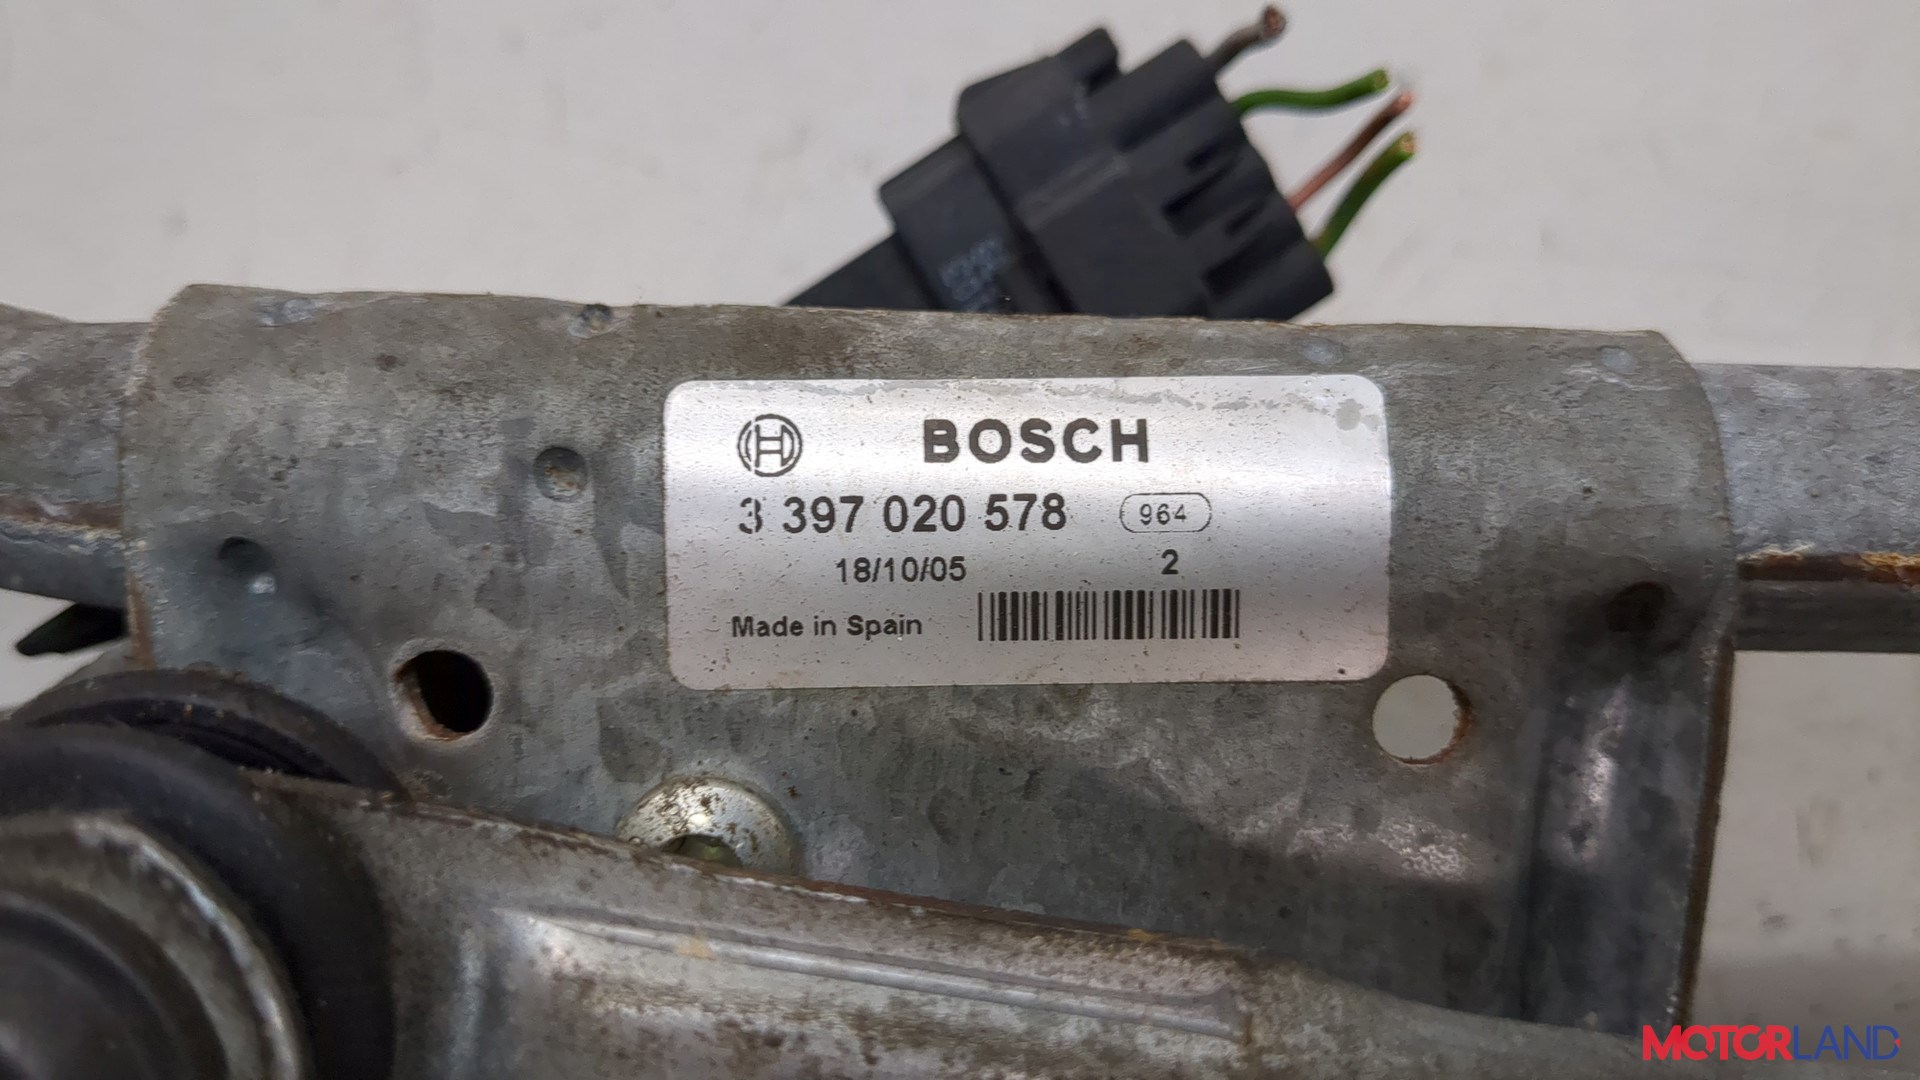 BOSCH
3 397 020 578 964
18/10/05 2
Made in Spain
MOTORLAND